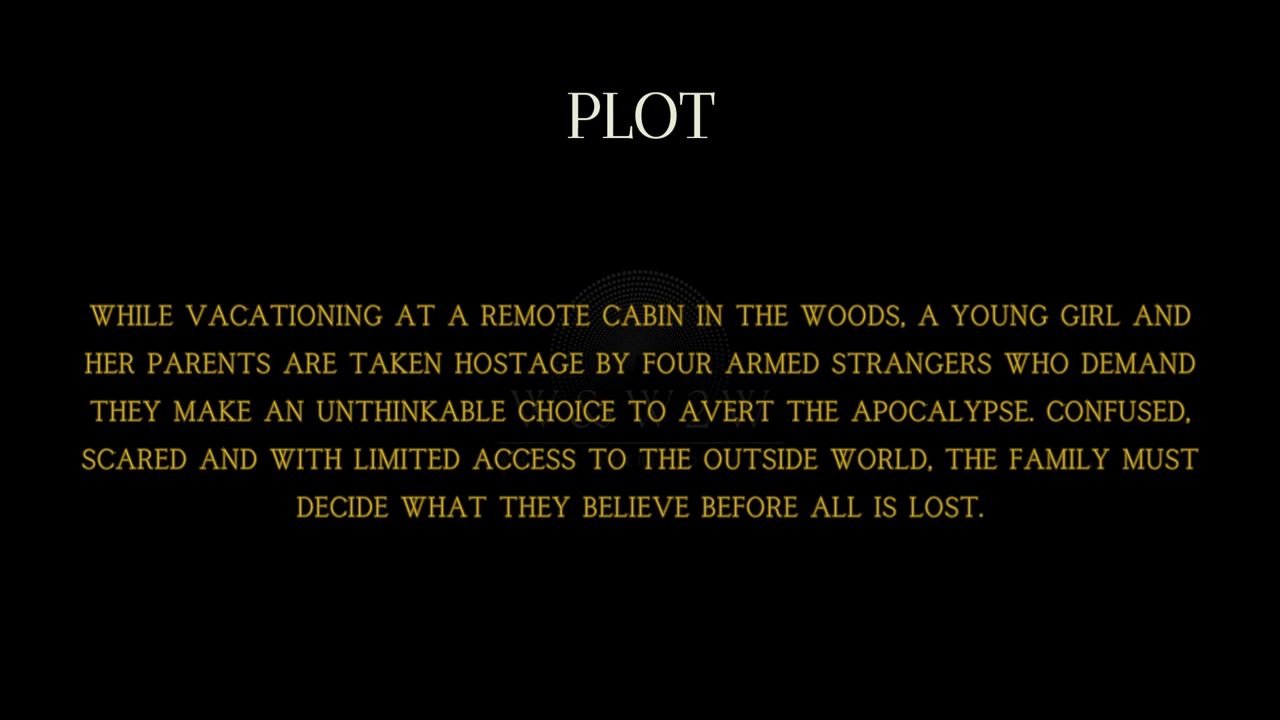 PLOT
WHILE VACATIONING AT A REMOTE CABIN IN THE WOODS, A YOUNG GIRL AND
HER PARENTS ARE TAKEN HOSTAGE BY FOUR ARMED STRANGERS WHO DEMAND
THEY MAKE AN UNTHINKABLE CHOICE TO AVERT THE APOCALYPSE. CONFUSED,
SCARED AND WITH LIMITED ACCESS TO THE OUTSIDE WORLD, THE FAMILY MUST
DECIDE WHAT THEY BELIEVE BEFORE ALL IS LOST.
W & W 2 W